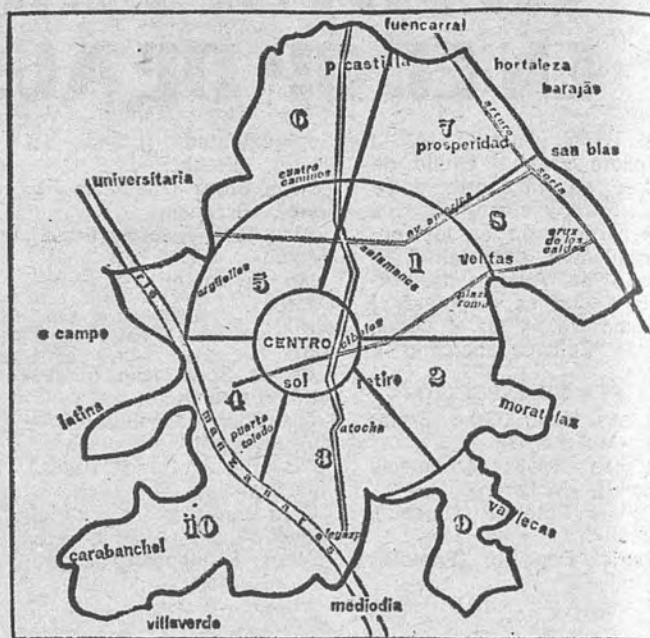 fuencarral
p castilla
hortaleza
barajas
6
7
arturo
prosperidad
san blas
soria
universitaria
cuatro
caminos
av. america
8
cruz
de los
caidos
salamanca
1
ventas
argüelles
5
plaza
roma
rio
manzanares
c campo
CENTRO
cibeles
sol
retiro
2
4
latina
puerta
toledo
atocha
moratalaz
3
vallecas
9
10
legazpi
carabanchel
mediodia
villaverde